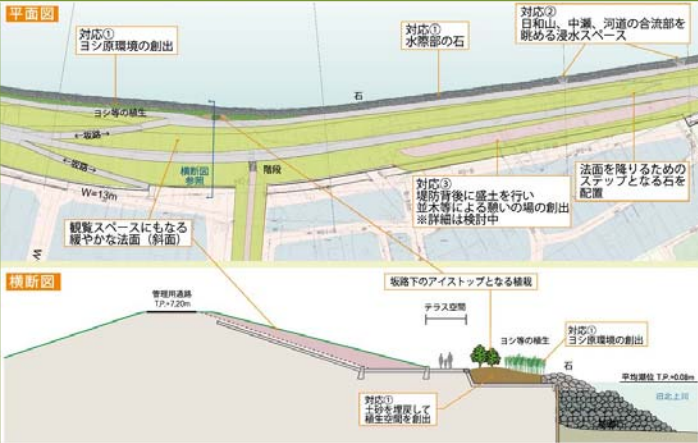 平面図
対応①
ヨシ原環境の創出
対応①
水際部の石
対応②
日和山、中瀬、河道の合流部を
眺める浸水スペース
石
ヨシ等の植生
←坂路→
←坂路→
横断図
参照
階段
W=13m
W
対応③
堤防背後に盛土を行い
並木等による憩いの場の創出
※詳細は検討中
法面を降りるための
ステップとなる石を
配置
観覧スペースにもなる
緩やかな法面（斜面）
横断図
坂路下のアイストップとなる植栽
管理用通路
T.P.+7.20m
テラス空間
ヨシ等の植生
対応①
ヨシ原環境の創出
石
平均潮位 T.P.+0.08m
旧北上川
対応①
土砂を埋戻して
植生空間を創出